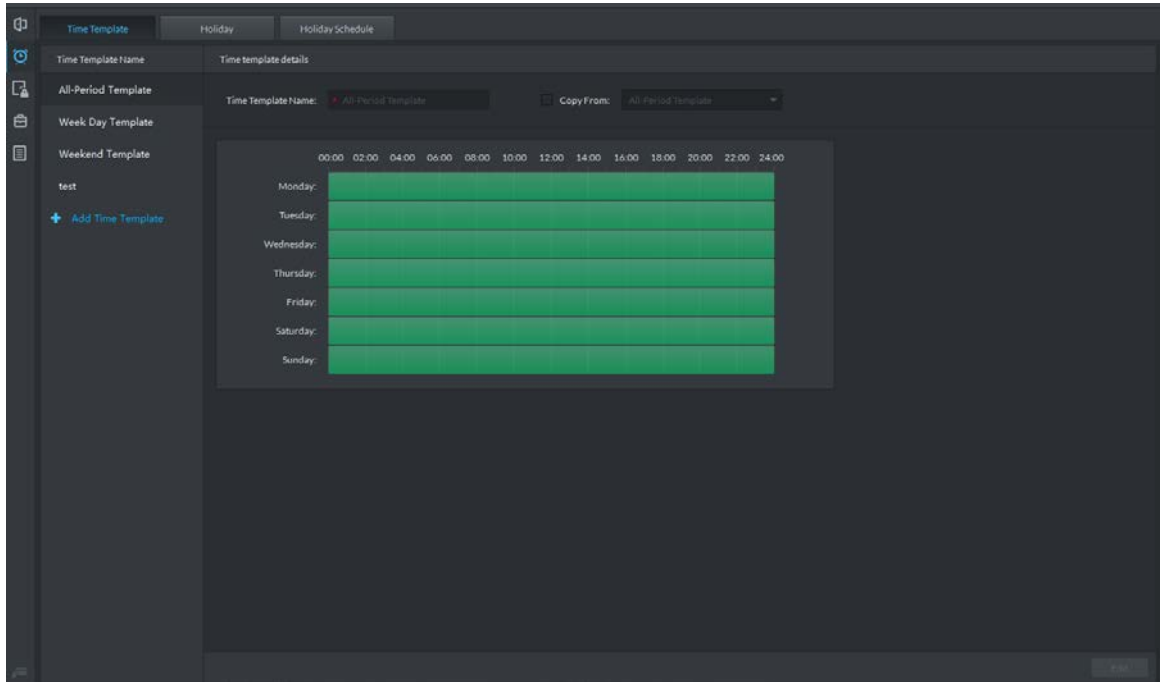 Time Template Holiday Holiday Schedule
Time Template Name Time template details
All-Period Template
Time Template Name: * All-Period Template Copy From: All-Period Template
Week Day Template
Weekend Template
test
Add Time Template
00:00 02:00 04:00 06:00 08:00 10:00 12:00 14:00 16:00 18:00 20:00 22:00 24:00
Monday:
Tuesday:
Wednesday:
Thursday:
Friday:
Saturday:
Sunday: